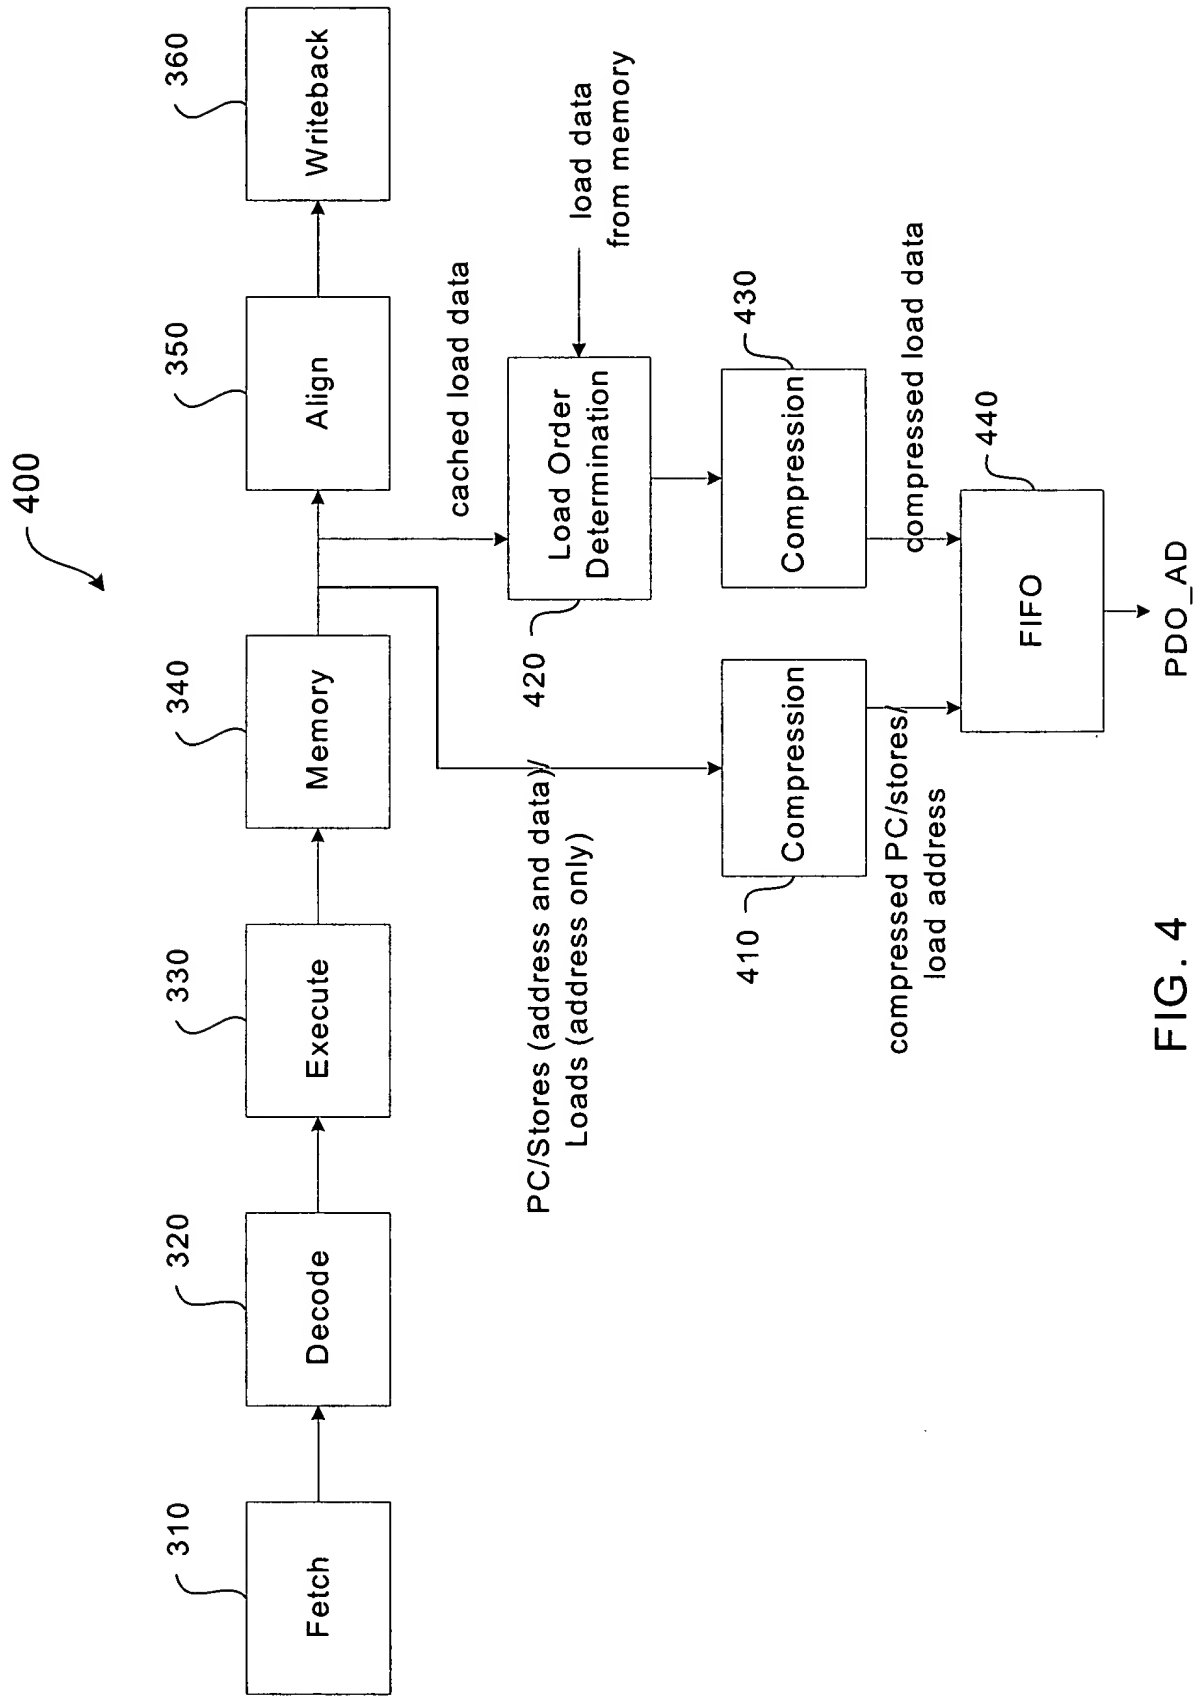 400
310
320
330
340
350
360
Fetch
Decode
Execute
Memory
Align
Writeback
cached load data
PC/Stores (address and data)/
Loads (address only)
load data
from memory
420
Load Order
Determination
410
430
Compression
Compression
compressed PC/stores/
load address
compressed load data
440
FIFO
PDO_AD
FIG. 4